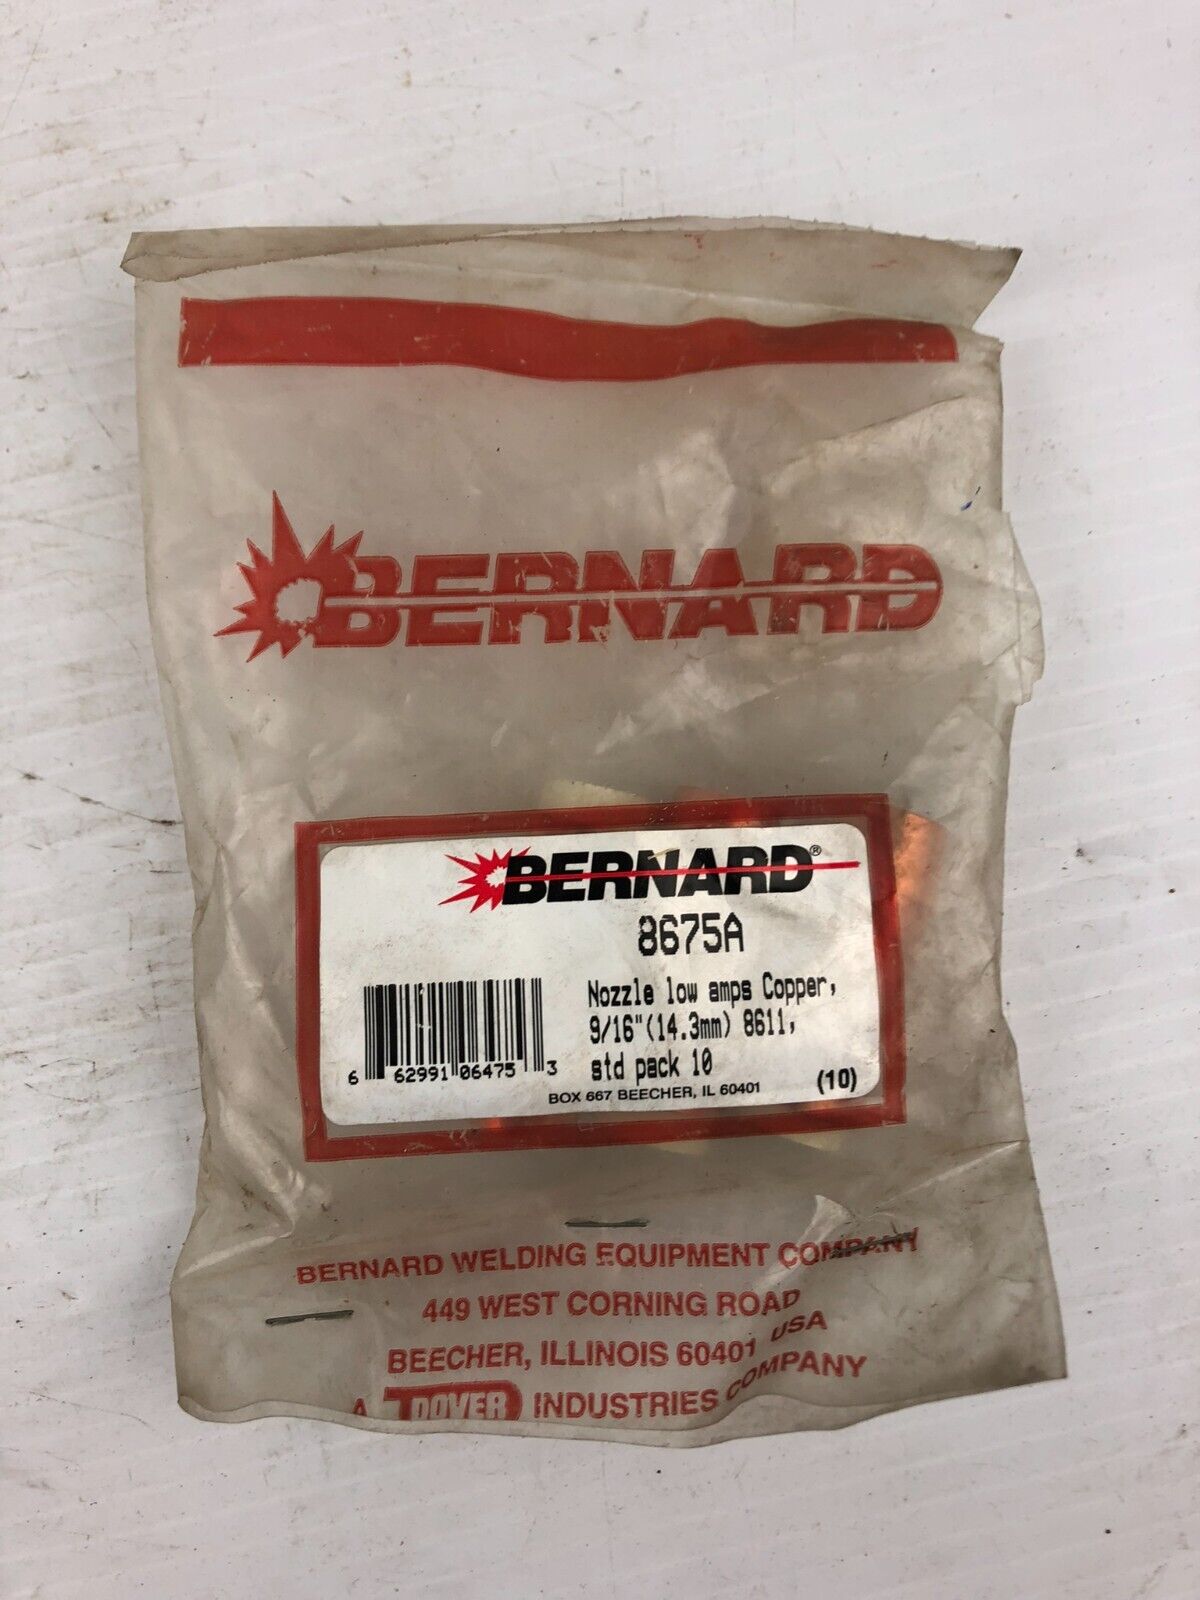 BERNARD
BERNARD®
8675A
Nozzle low amps Copper,
9/16"(14.3mm) 8611,
std pack 10
6 62991 06475 3
BOX 667 BEECHER, IL 60401
(10)
BERNARD WELDING EQUIPMENT COMPANY
449 WEST CORNING ROAD
BEECHER, ILLINOIS 60401 USA
A DOVER INDUSTRIES COMPANY